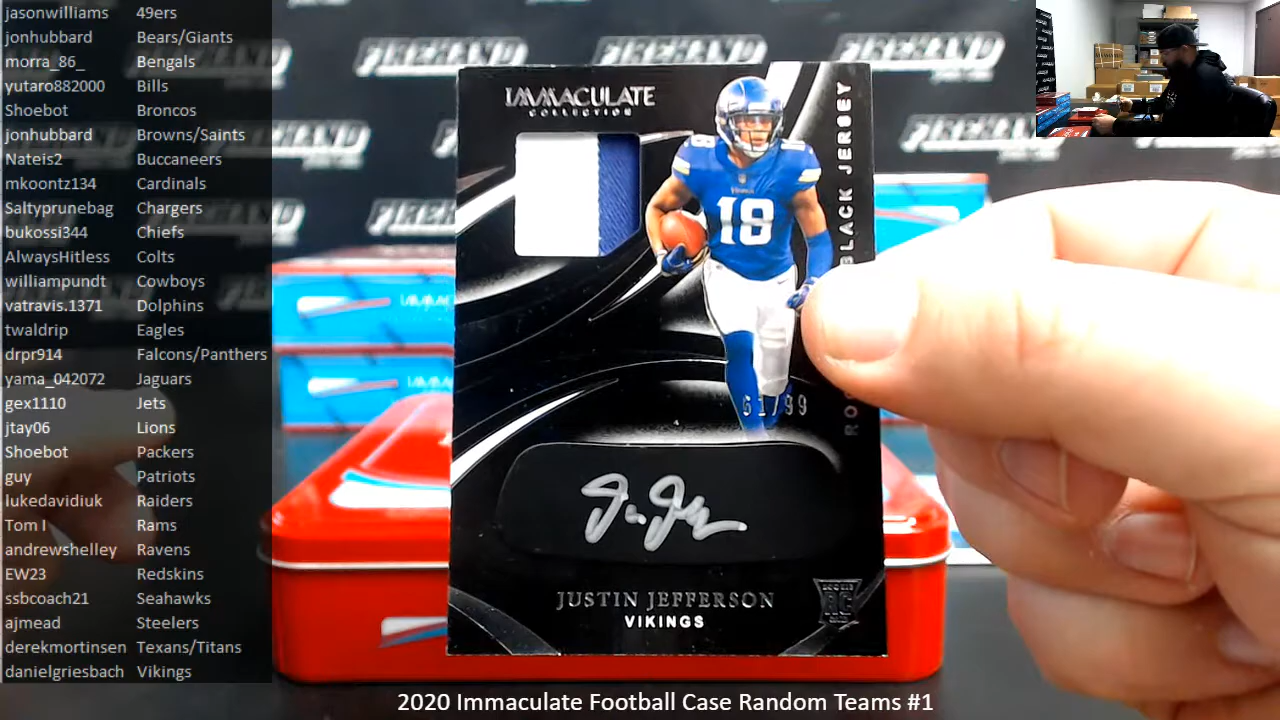 jasonwilliams 49ers
jonhubbard Bears/Giants
morra_86_ Bengals
yutaro882000 Bills
Shoebot Broncos
jonhubbard Browns/Saints
Nateis2 Buccaneers
mkoontz134 Cardinals
Saltyprunebag Chargers
bukossi344 Chiefs
AlwaysHitless Colts
williampundt Cowboys
vatravis.1371 Dolphins
twaldrip Eagles
drpr914 Falcons/Panthers
yama_042072 Jaguars
gex1110 Jets
jtay06 Lions
Shoebot Packers
guy Patriots
lukedavidiuk Raiders
Tom I Rams
andrewshelley Ravens
EW23 Redskins
ssbcoach21 Seahawks
ajmead Steelers
derekmortinsen Texans/Titans
danielgriesbach Vikings
FIREHAND FIREHAND FIREHAND
IMMACULATE
COLLECTION
BLACK JERSEY
18
18
61/99
JUSTIN JEFFERSON
VIKINGS
RC
2020 Immaculate Football Case Random Teams #1